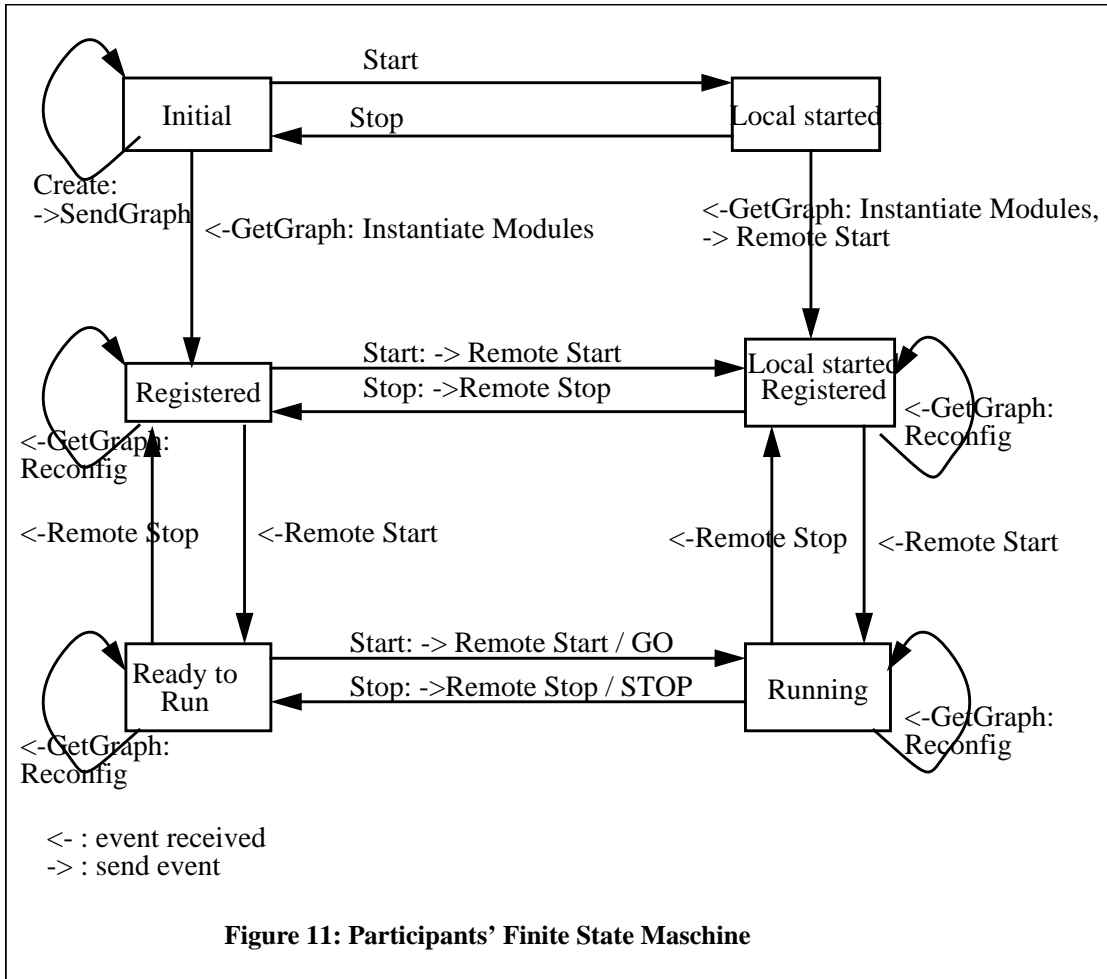 Start
Initial
Stop
Local started
Create:
->SendGraph
<-GetGraph: Instantiate Modules
<-GetGraph: Instantiate Modules,
-> Remote Start
Start: -> Remote Start
Registered
Stop: ->Remote Stop
Local started
Registered
<-GetGraph:
Reconfig
<-GetGraph:
Reconfig
<-Remote Stop
<-Remote Start
<-Remote Stop
<-Remote Start
Start: -> Remote Start / GO
Ready to
Run
Stop: ->Remote Stop / STOP
Running
<-GetGraph:
Reconfig
<-GetGraph:
Reconfig
<- : event received
-> : send event
Figure 11: Participants’ Finite State Maschine